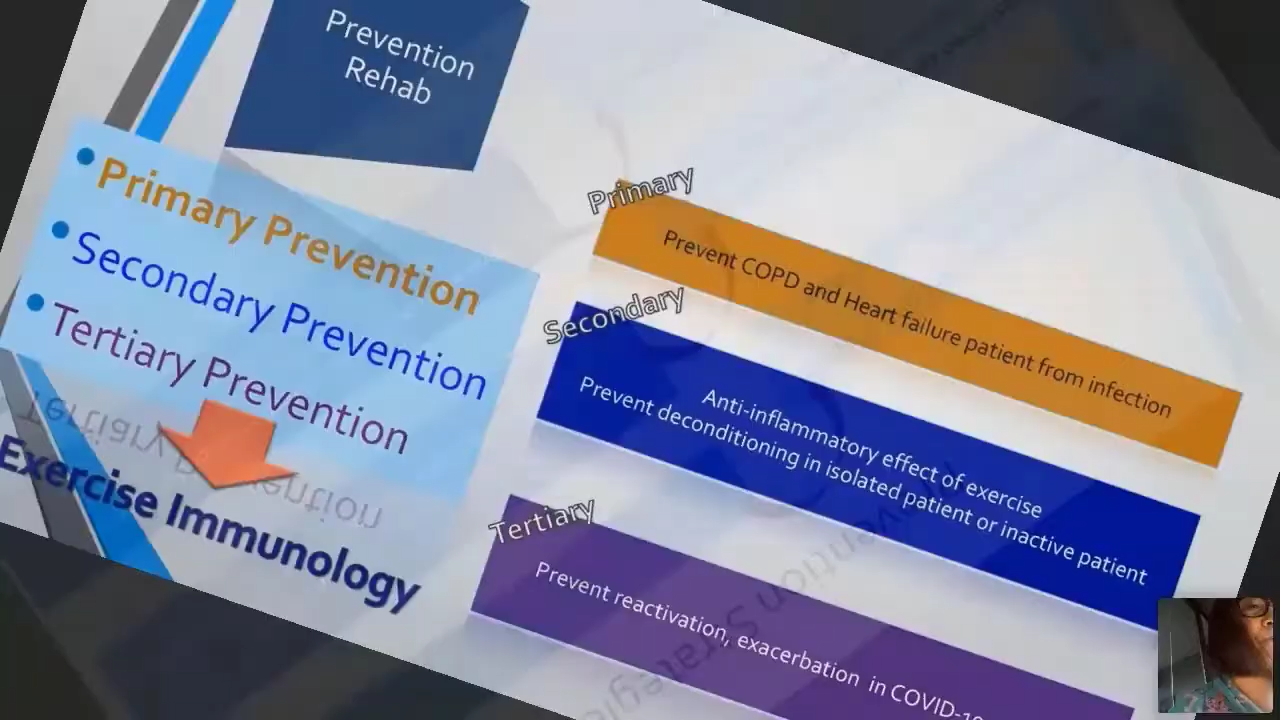 Prevention
Rehab
Primary Prevention
Secondary Prevention
Tertiary Prevention
Exercise Immunology
Primary
Prevent COPD and Heart failure patient from infection
Secondary
Anti-inflammatory effect of exercise
Prevent deconditioning in isolated patient or inactive patient
Tertiary
Prevent reactivation, exacerbation in COVID-19